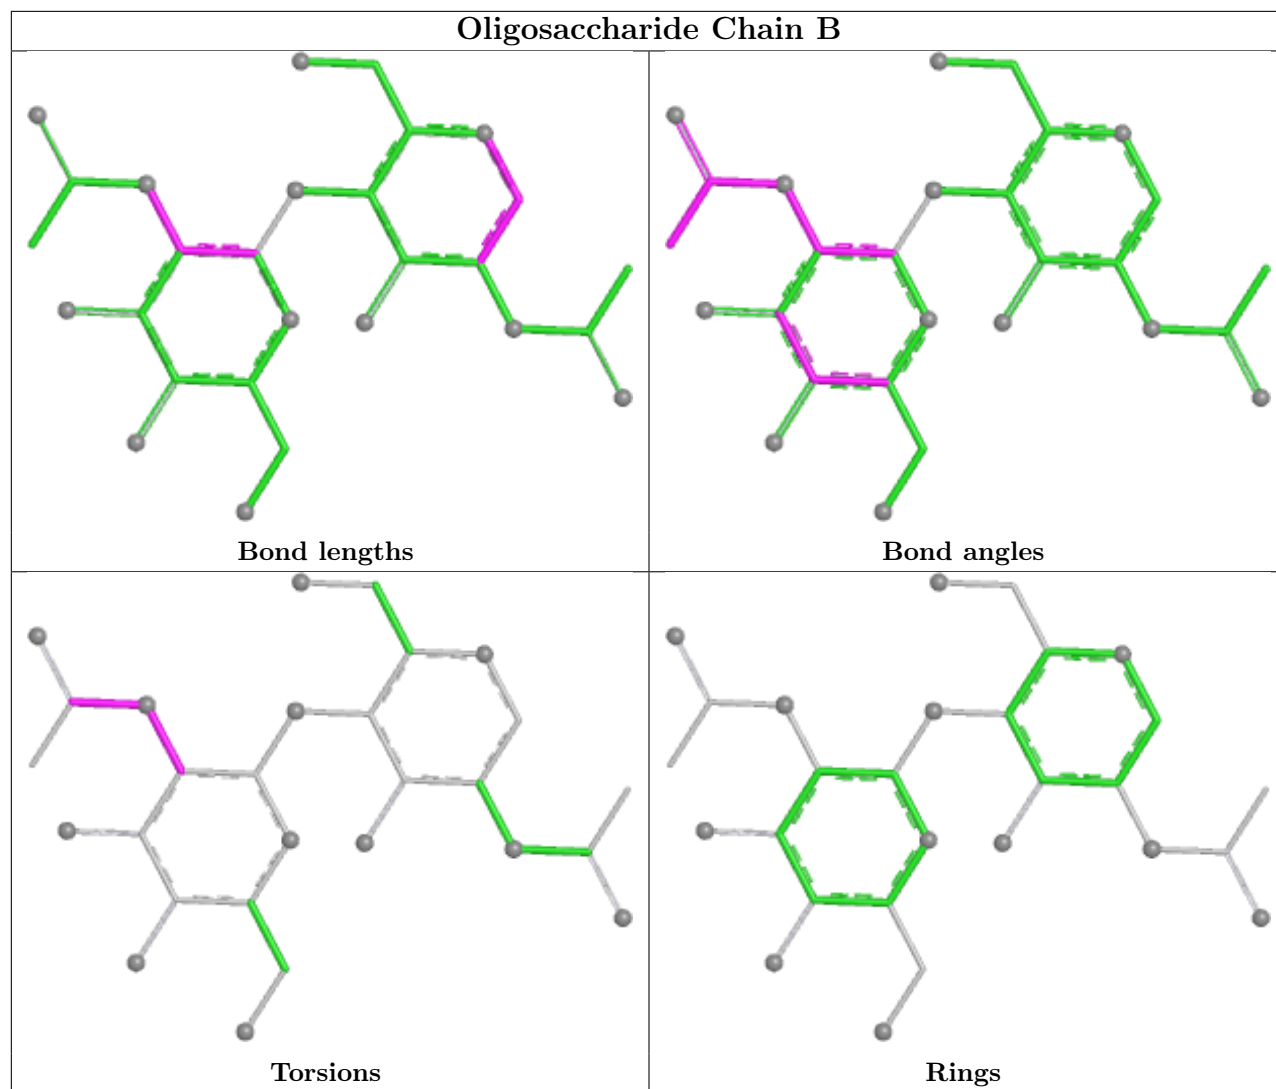 Oligosaccharide Chain B
Bond lengths
Bond angles
Torsions
Rings